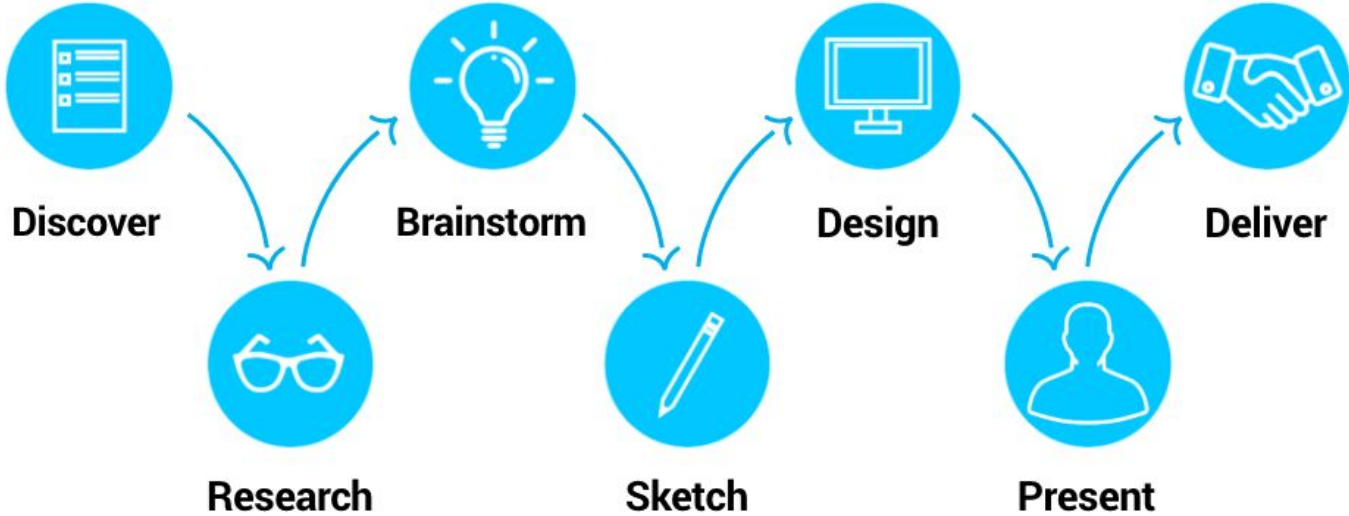 Discover
Brainstorm
Design
Deliver
Research
Sketch
Present